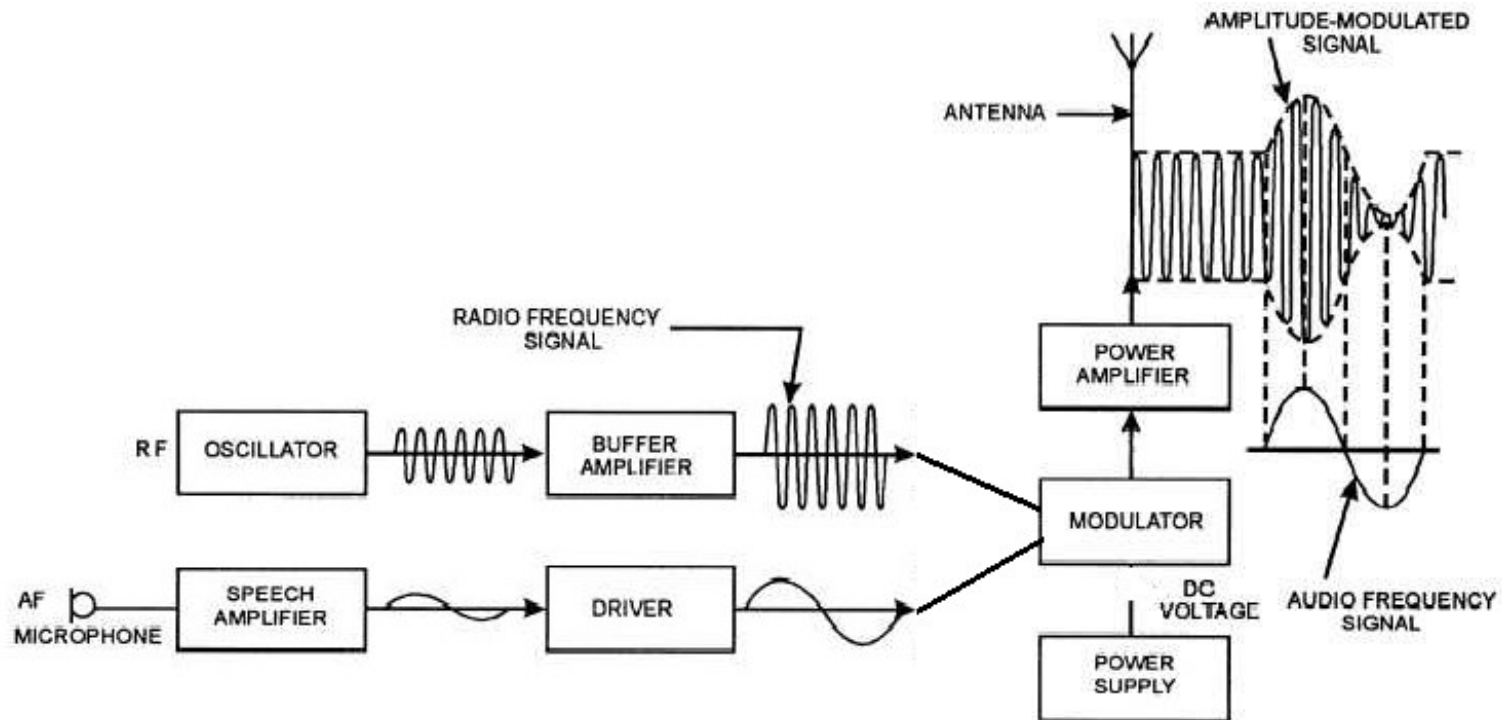 AMPLITUDE-MODULATED
SIGNAL
ANTENNA
RADIO FREQUENCY
SIGNAL
POWER
AMPLIFIER
RF
OSCILLATOR
BUFFER
AMPLIFIER
MODULATOR
AF
MICROPHONE
SPEECH
AMPLIFIER
DRIVER
DC
VOLTAGE
AUDIO FREQUENCY
SIGNAL
POWER
SUPPLY